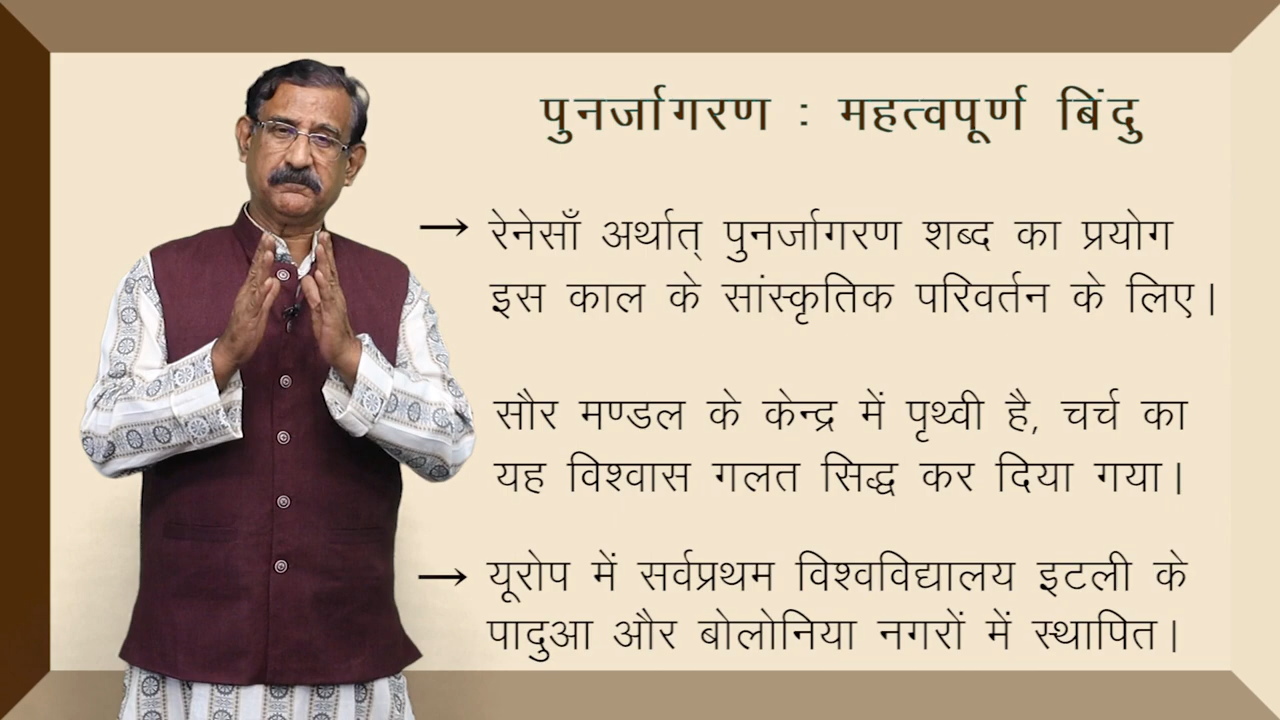 पुनर्जागरण : महत्वपूर्ण बिंदु
→ रेनेसाँ अर्थात् पुनर्जागरण शब्द का प्रयोग
इस काल के सांस्कृतिक परिवर्तन के लिए।
सौर मण्डल के केन्द्र में पृथ्वी है, चर्च का
यह विश्वास गलत सिद्ध कर दिया गया।
→ यूरोप में सर्वप्रथम विश्वविद्यालय इटली के
पादुआ और बोलोनिया नगरों में स्थापित।